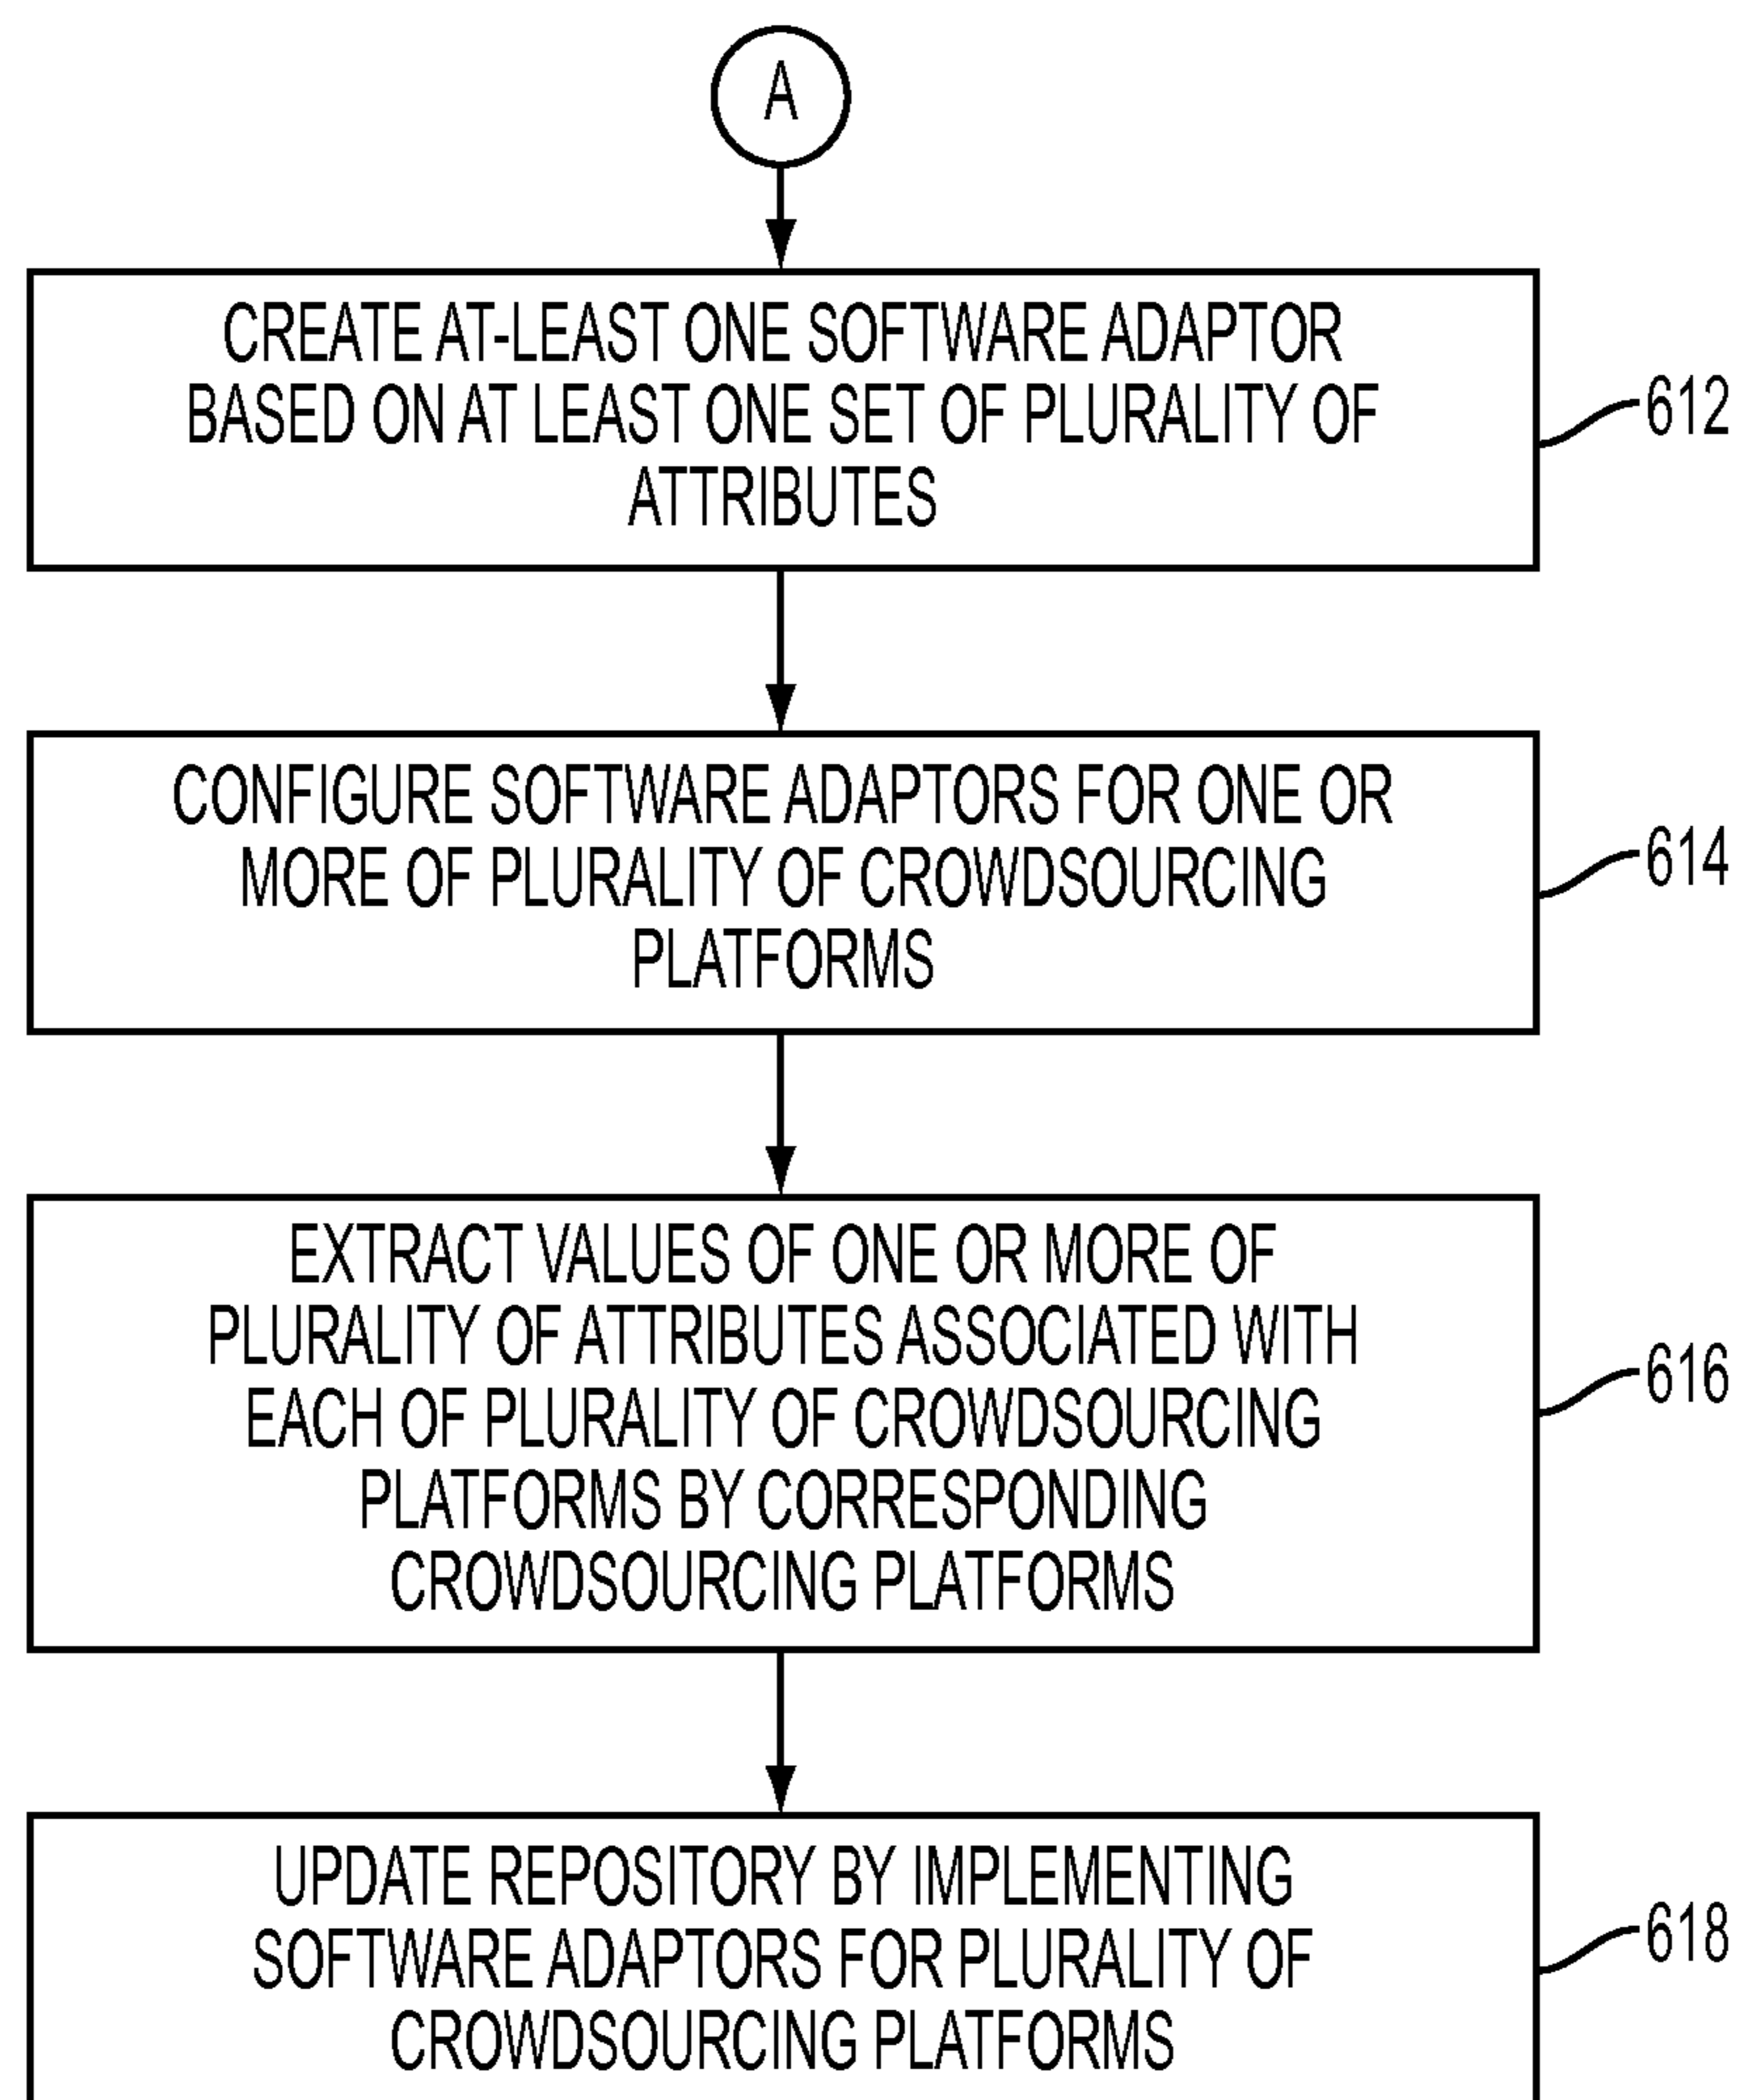 A
CREATE AT-LEAST ONE SOFTWARE ADAPTOR
BASED ON AT LEAST ONE SET OF PLURALITY OF
ATTRIBUTES
612
CONFIGURE SOFTWARE ADAPTORS FOR ONE OR
MORE OF PLURALITY OF CROWDSOURCING
PLATFORMS
614
EXTRACT VALUES OF ONE OR MORE OF
PLURALITY OF ATTRIBUTES ASSOCIATED WITH
EACH OF PLURALITY OF CROWDSOURCING
PLATFORMS BY CORRESPONDING
CROWDSOURCING PLATFORMS
616
UPDATE REPOSITORY BY IMPLEMENTING
SOFTWARE ADAPTORS FOR PLURALITY OF
CROWDSOURCING PLATFORMS
618